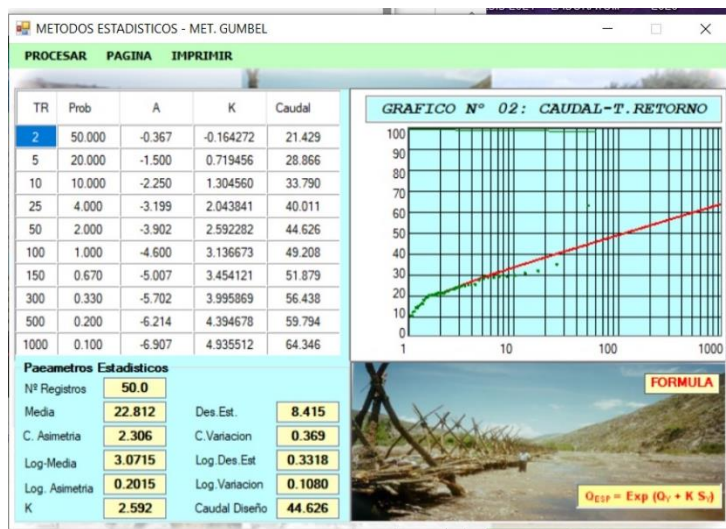 METODOS ESTADISTICOS - MET. GUMBEL
PROCESAR PAGINA IMPRIMIR
TR Prob A K Caudal
2 50.000 -0.367 -0.164272 21.429
5 20.000 -1.500 0.719456 28.866
10 10.000 -2.250 1.304560 33.790
25 4.000 -3.199 2.043841 40.011
50 2.000 -3.902 2.592282 44.626
100 1.000 -4.600 3.136673 49.208
150 0.670 -5.007 3.454121 51.879
300 0.330 -5.702 3.995869 56.438
500 0.200 -6.214 4.394678 59.794
1000 0.100 -6.907 4.935512 64.346
GRAFICO Nº 02: CAUDAL-T.RETORNO
100
90
80
70
60
50
40
30
20
10
0
1 10 100 1000
Paeametros Estadisticos
Nº Registros 50.0
Media 22.812 Des.Est. 8.415
C. Asimetria 2.306 C.Variacion 0.369
Log-Media 3.0715 Log.Des.Est 0.3318
Log. Asimetria 0.2015 Log.Variacion 0.1080
K 2.592 Caudal Diseño 44.626
FORMULA
QESP = Exp (QY + K SY)